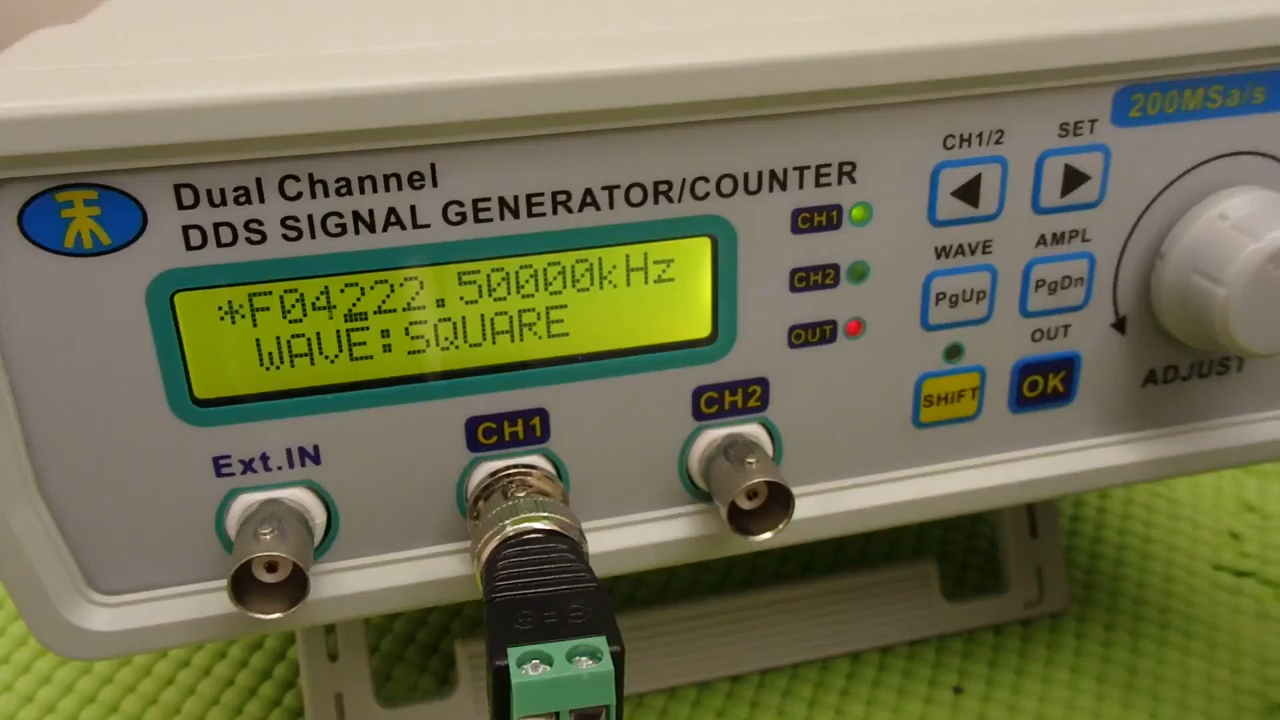 200MSa/s
Dual Channel
DDS SIGNAL GENERATOR/COUNTER
CH1/2
SET
*F04222.50000kHz
WAVE:SQUARE
CH1
CH2
OUT
WAVE
AMPL
PgUp
PgDn
OUT
SHIFT
OK
ADJUST
Ext.IN
CH1
CH2